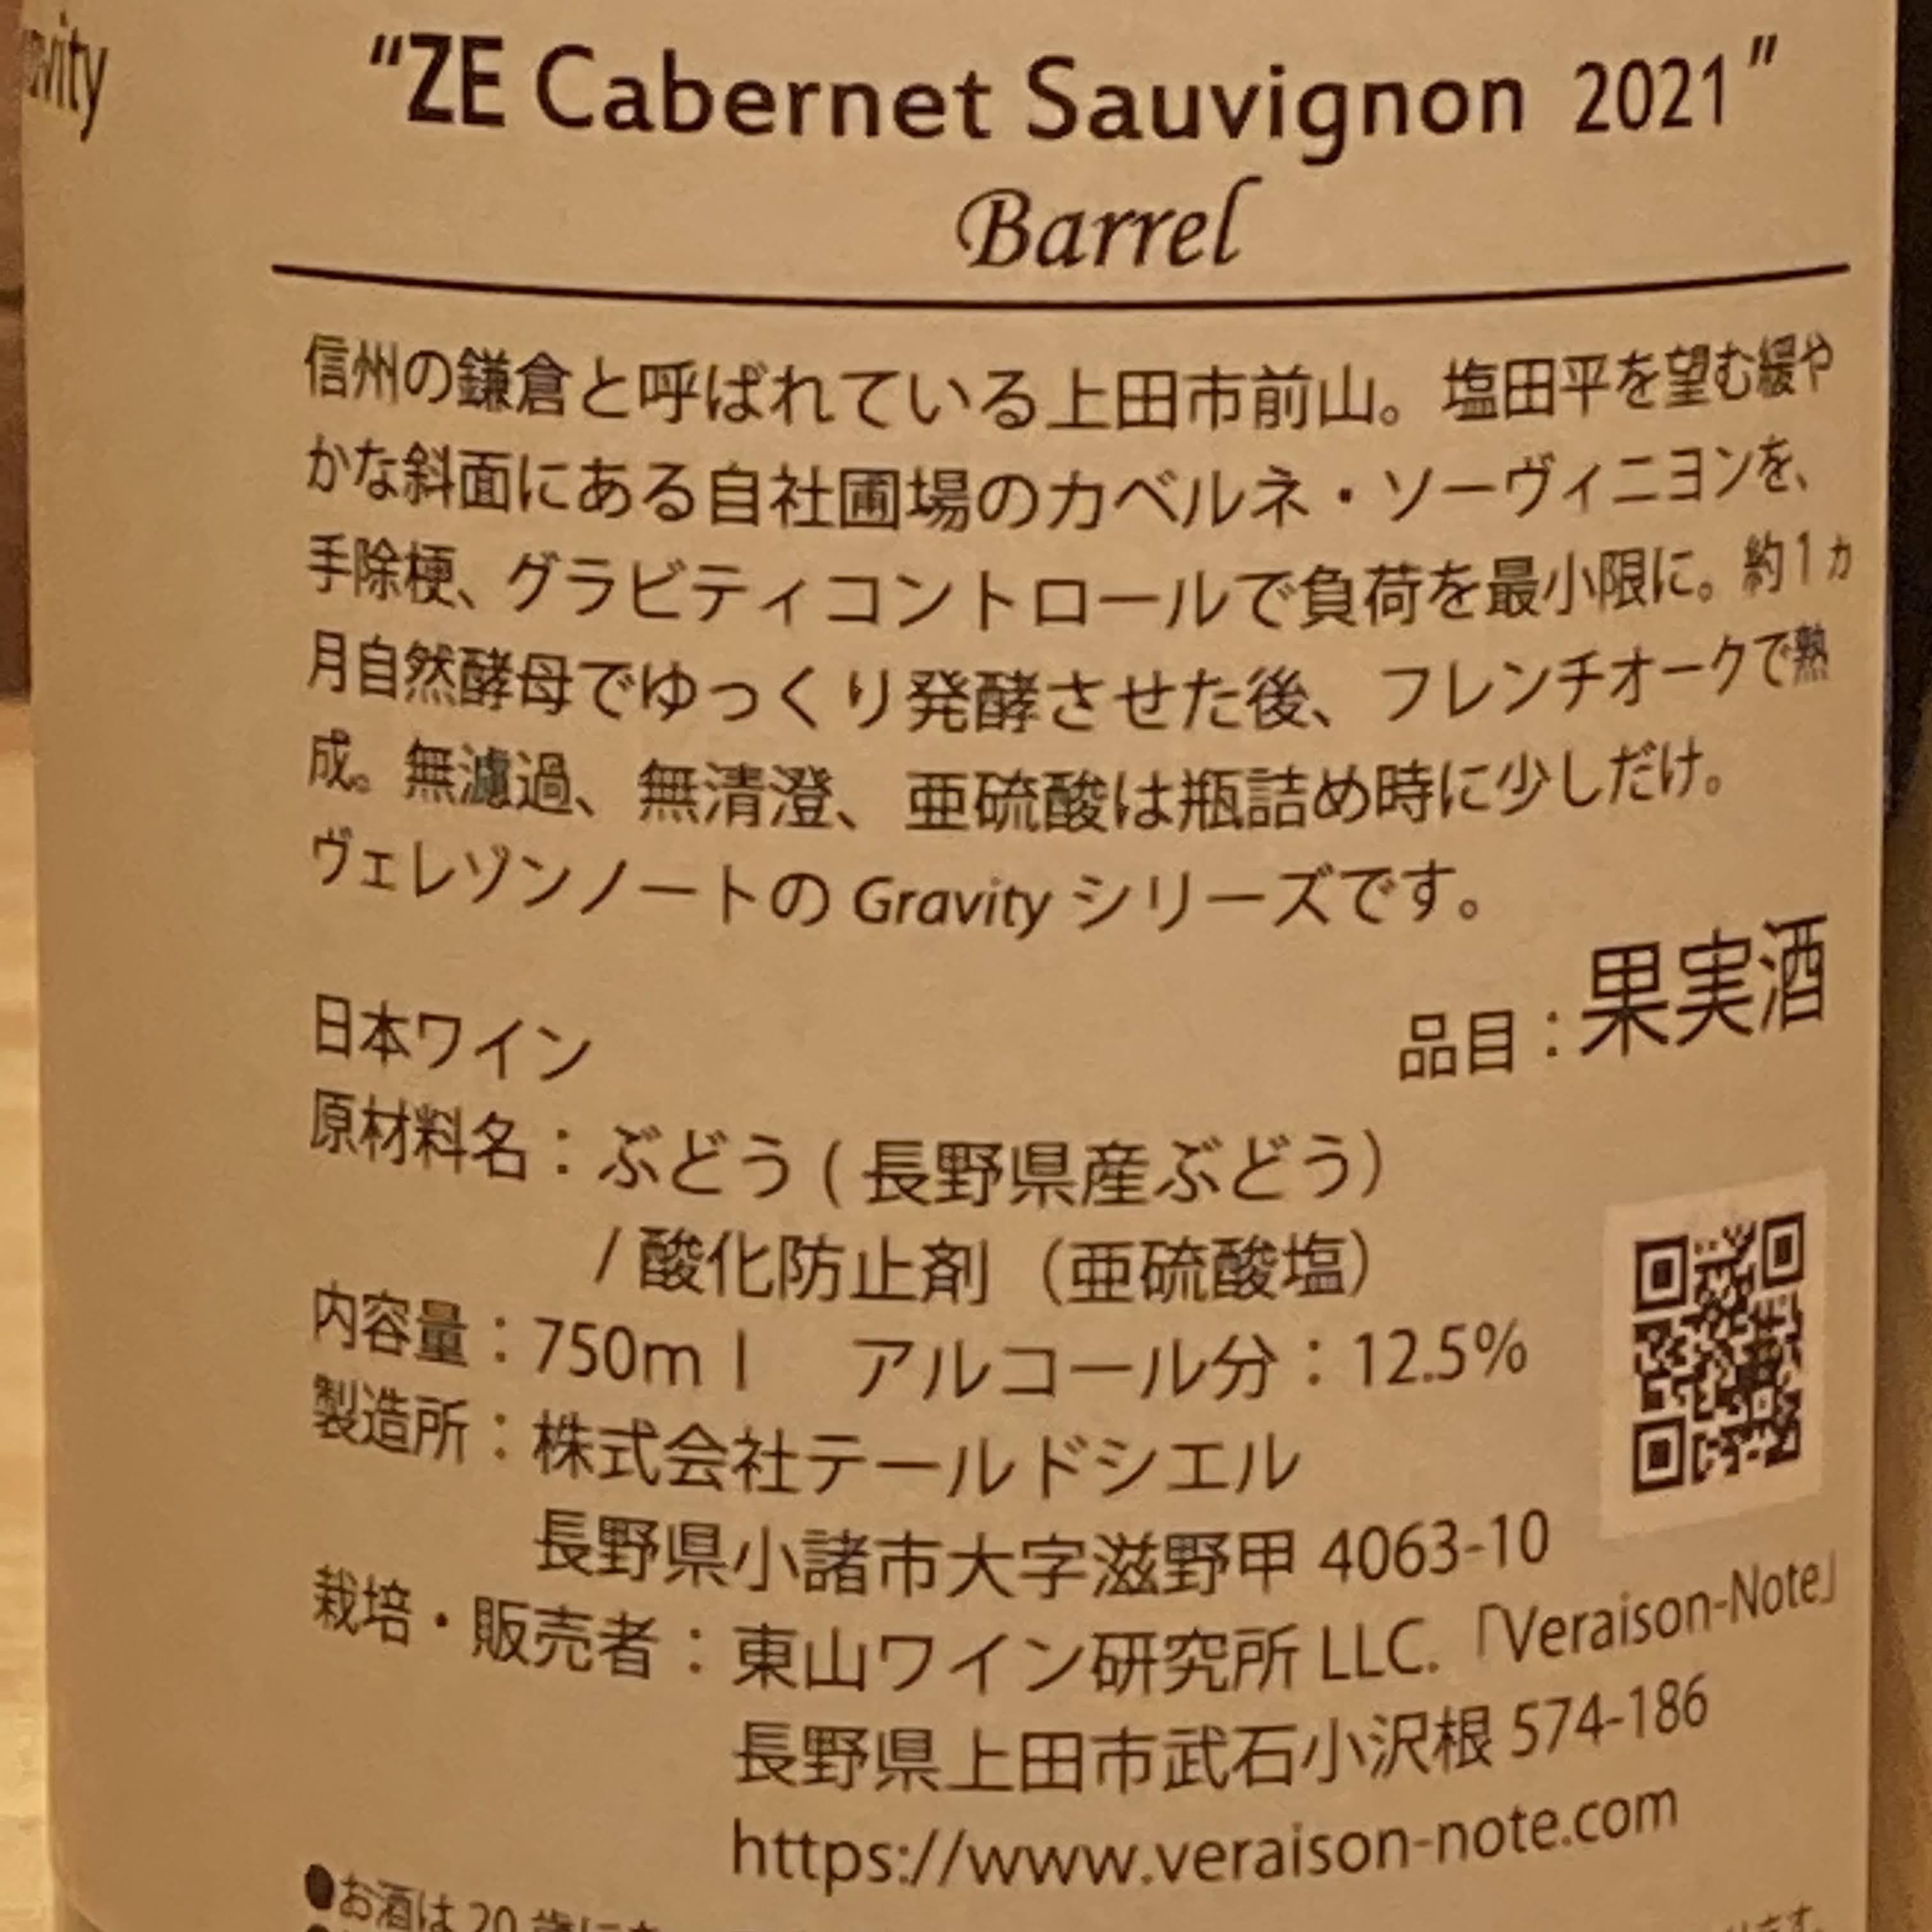 "ZE Cabernet Sauvignon 2021"
Barrel
信州の鎌倉と呼ばれている上田市前山。塩田平を望む緩や
かな斜面にある自社圃場のカベルネ・ソーヴィニヨンを、
手除梗、グラビティコントロールで負荷を最小限に。約1ヵ
月自然酵母でゆっくり発酵させた後、フレンチオークで熟
成。無濾過、無清澄、亜硫酸は瓶詰め時に少しだけ。
ヴェレゾンノートの Gravity シリーズです。
日本ワイン 品目：果実酒
原材料名：ぶどう ( 長野県産ぶどう）
/ 酸化防止剤（亜硫酸塩）
内容量：750ｍｌ アルコール分：12.5%
製造所：株式会社テールドシエル
長野県小諸市大字滋野甲 4063-10
栽培・販売者：東山ワイン研究所 LLC.「Veraison-Note」
長野県上田市武石小沢根 574-186
https://www.veraison-note.com
●お酒は 20 歳に